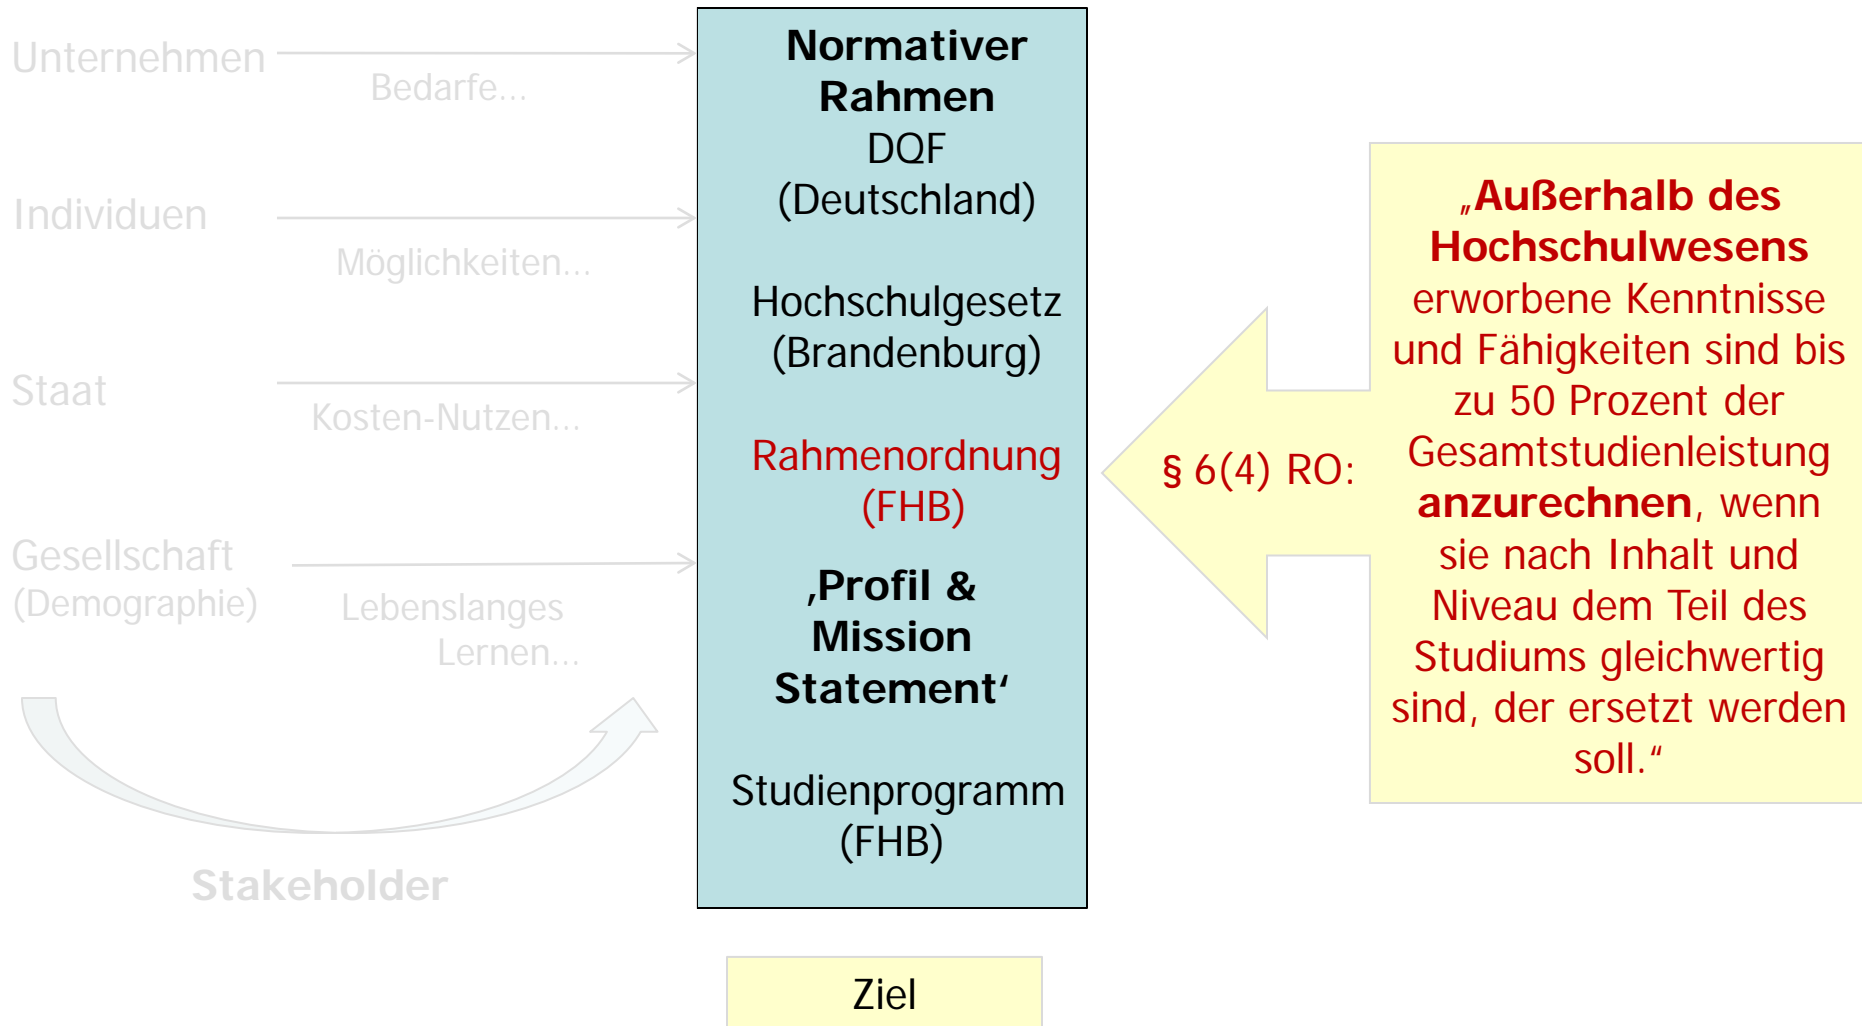 Unternehmen
Bedarfe...
Individuen
Möglichkeiten...
Staat
Kosten-Nutzen...
Gesellschaft
(Demographie)
Lebenslanges
Lernen...
Stakeholder
Normativer
Rahmen
DQF
(Deutschland)
Hochschulgesetz
(Brandenburg)
Rahmenordnung
(FHB)
‚Profil &
Mission
Statement‘
Studienprogramm
(FHB)
Ziel
§ 6(4) RO:
„Außerhalb des
Hochschulwesens
erworbene Kenntnisse
und Fähigkeiten sind bis
zu 50 Prozent der
Gesamtstudienleistung
anzurechnen, wenn
sie nach Inhalt und
Niveau dem Teil des
Studiums gleichwertig
sind, der ersetzt werden
soll.“